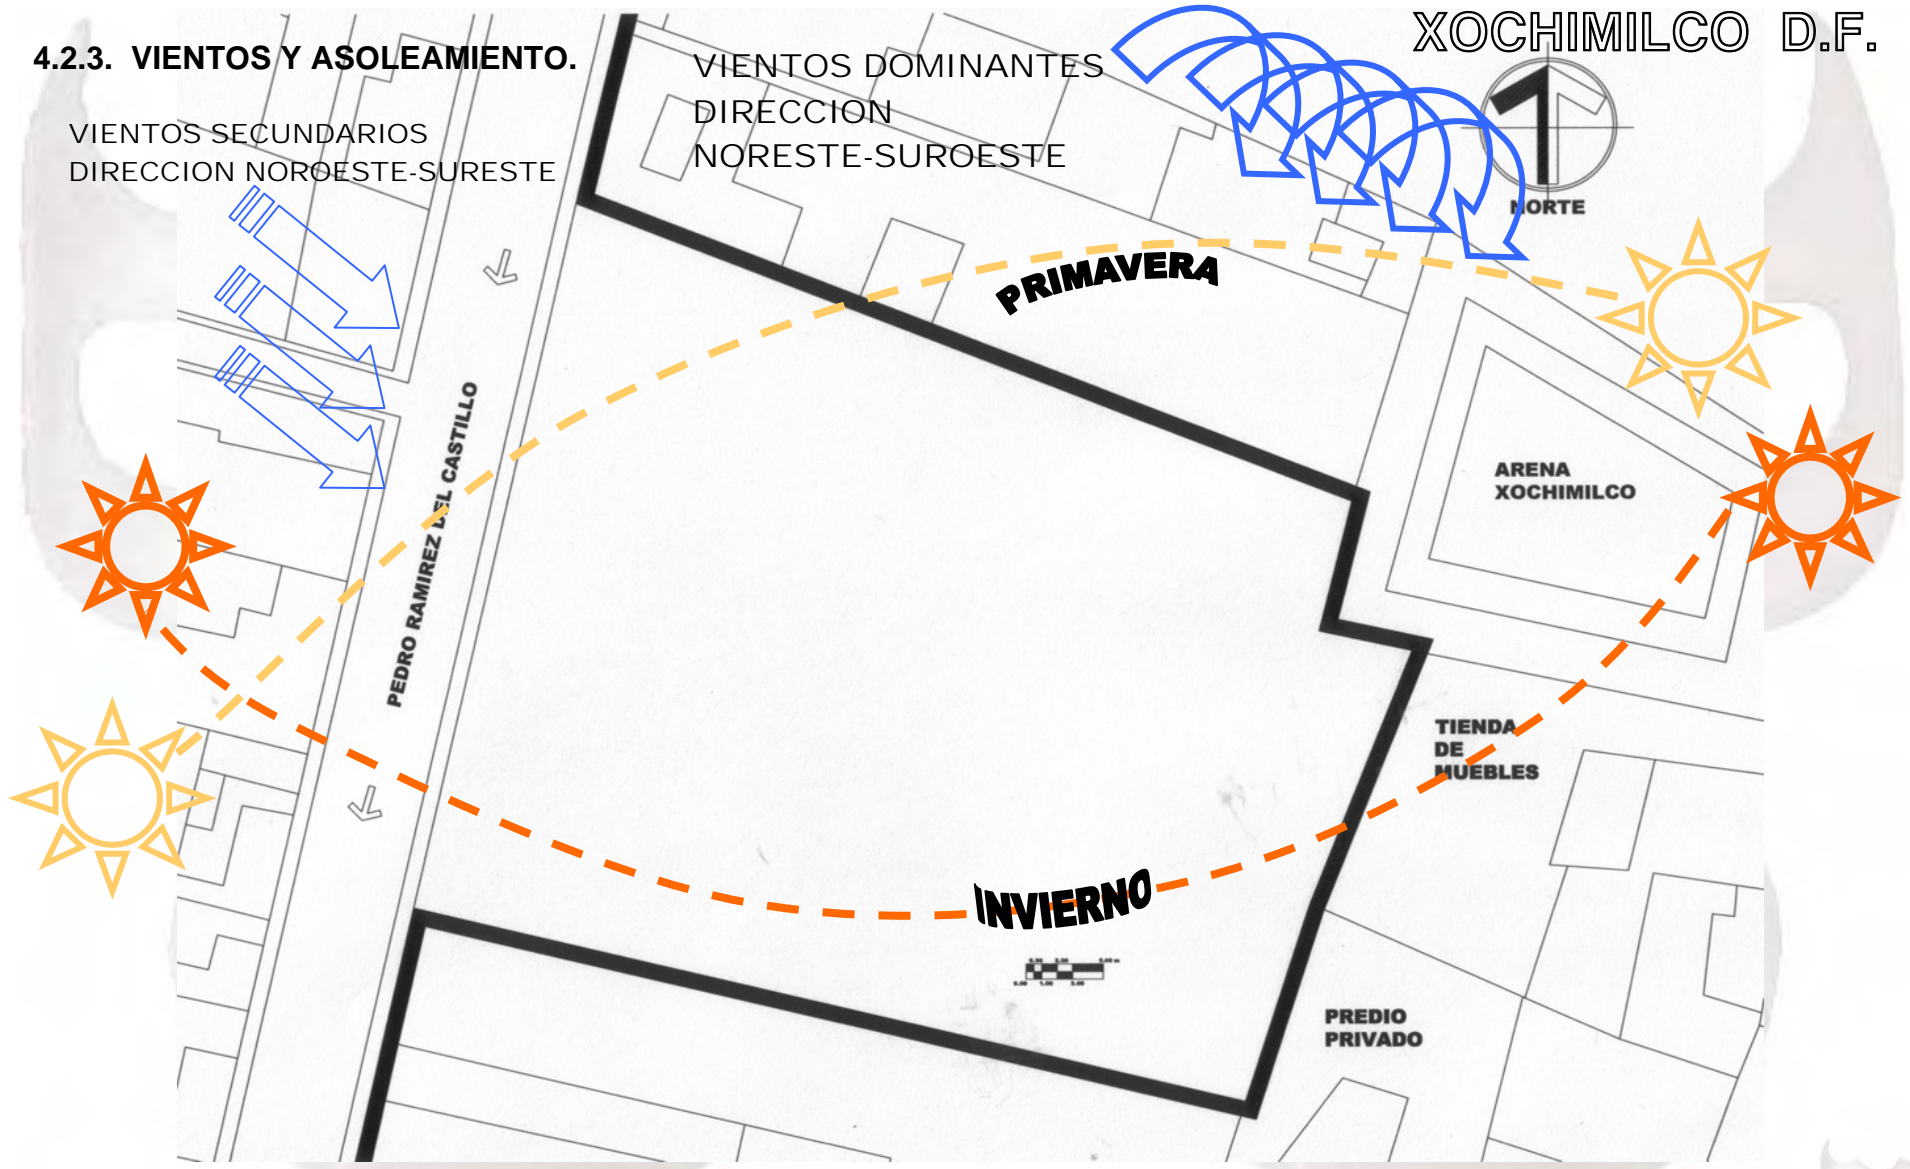 XOCHIMILCO D.F.
4.2.3. VIENTOS Y ASOLEAMIENTO.
VIENTOS DOMINANTES
DIRECCION
NORESTE-SUROESTE
VIENTOS SECUNDARIOS
DIRECCION NOROESTE-SURESTE
NORTE
PRIMAVERA
PEDRO RAMIREZ DEL CASTILLO
ARENA
XOCHIMILCO
TIENDA
DE
MUEBLES
INVIERNO
PREDIO
PRIVADO